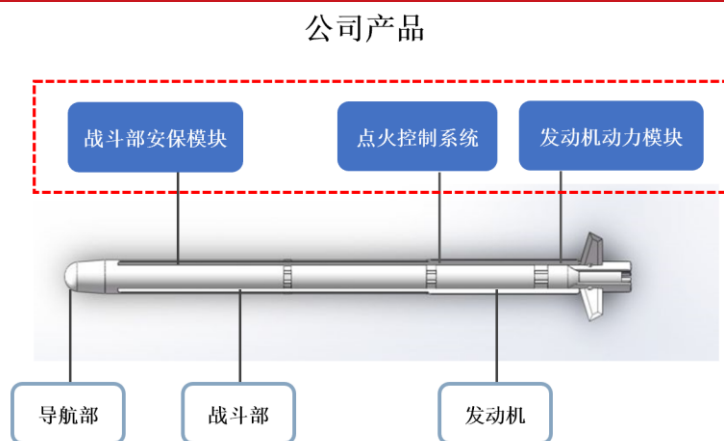 公司产品
战斗部安保模块
点火控制系统
发动机动力模块
导航部
战斗部
发动机